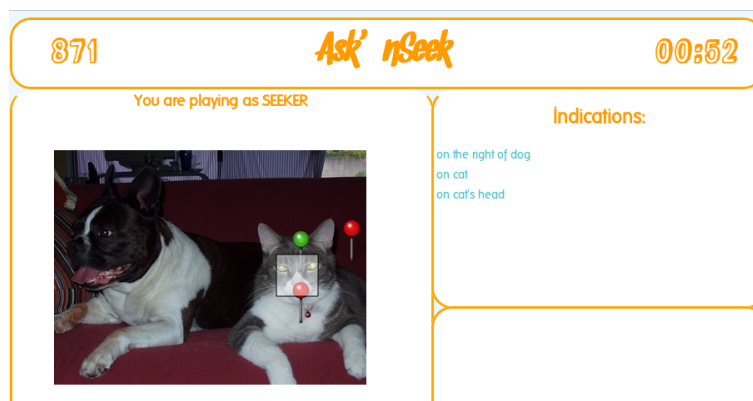 871
Ask' nSeek
00:52
You are playing as SEEKER
Indications:
on the right of dog
on cat
on cat's head